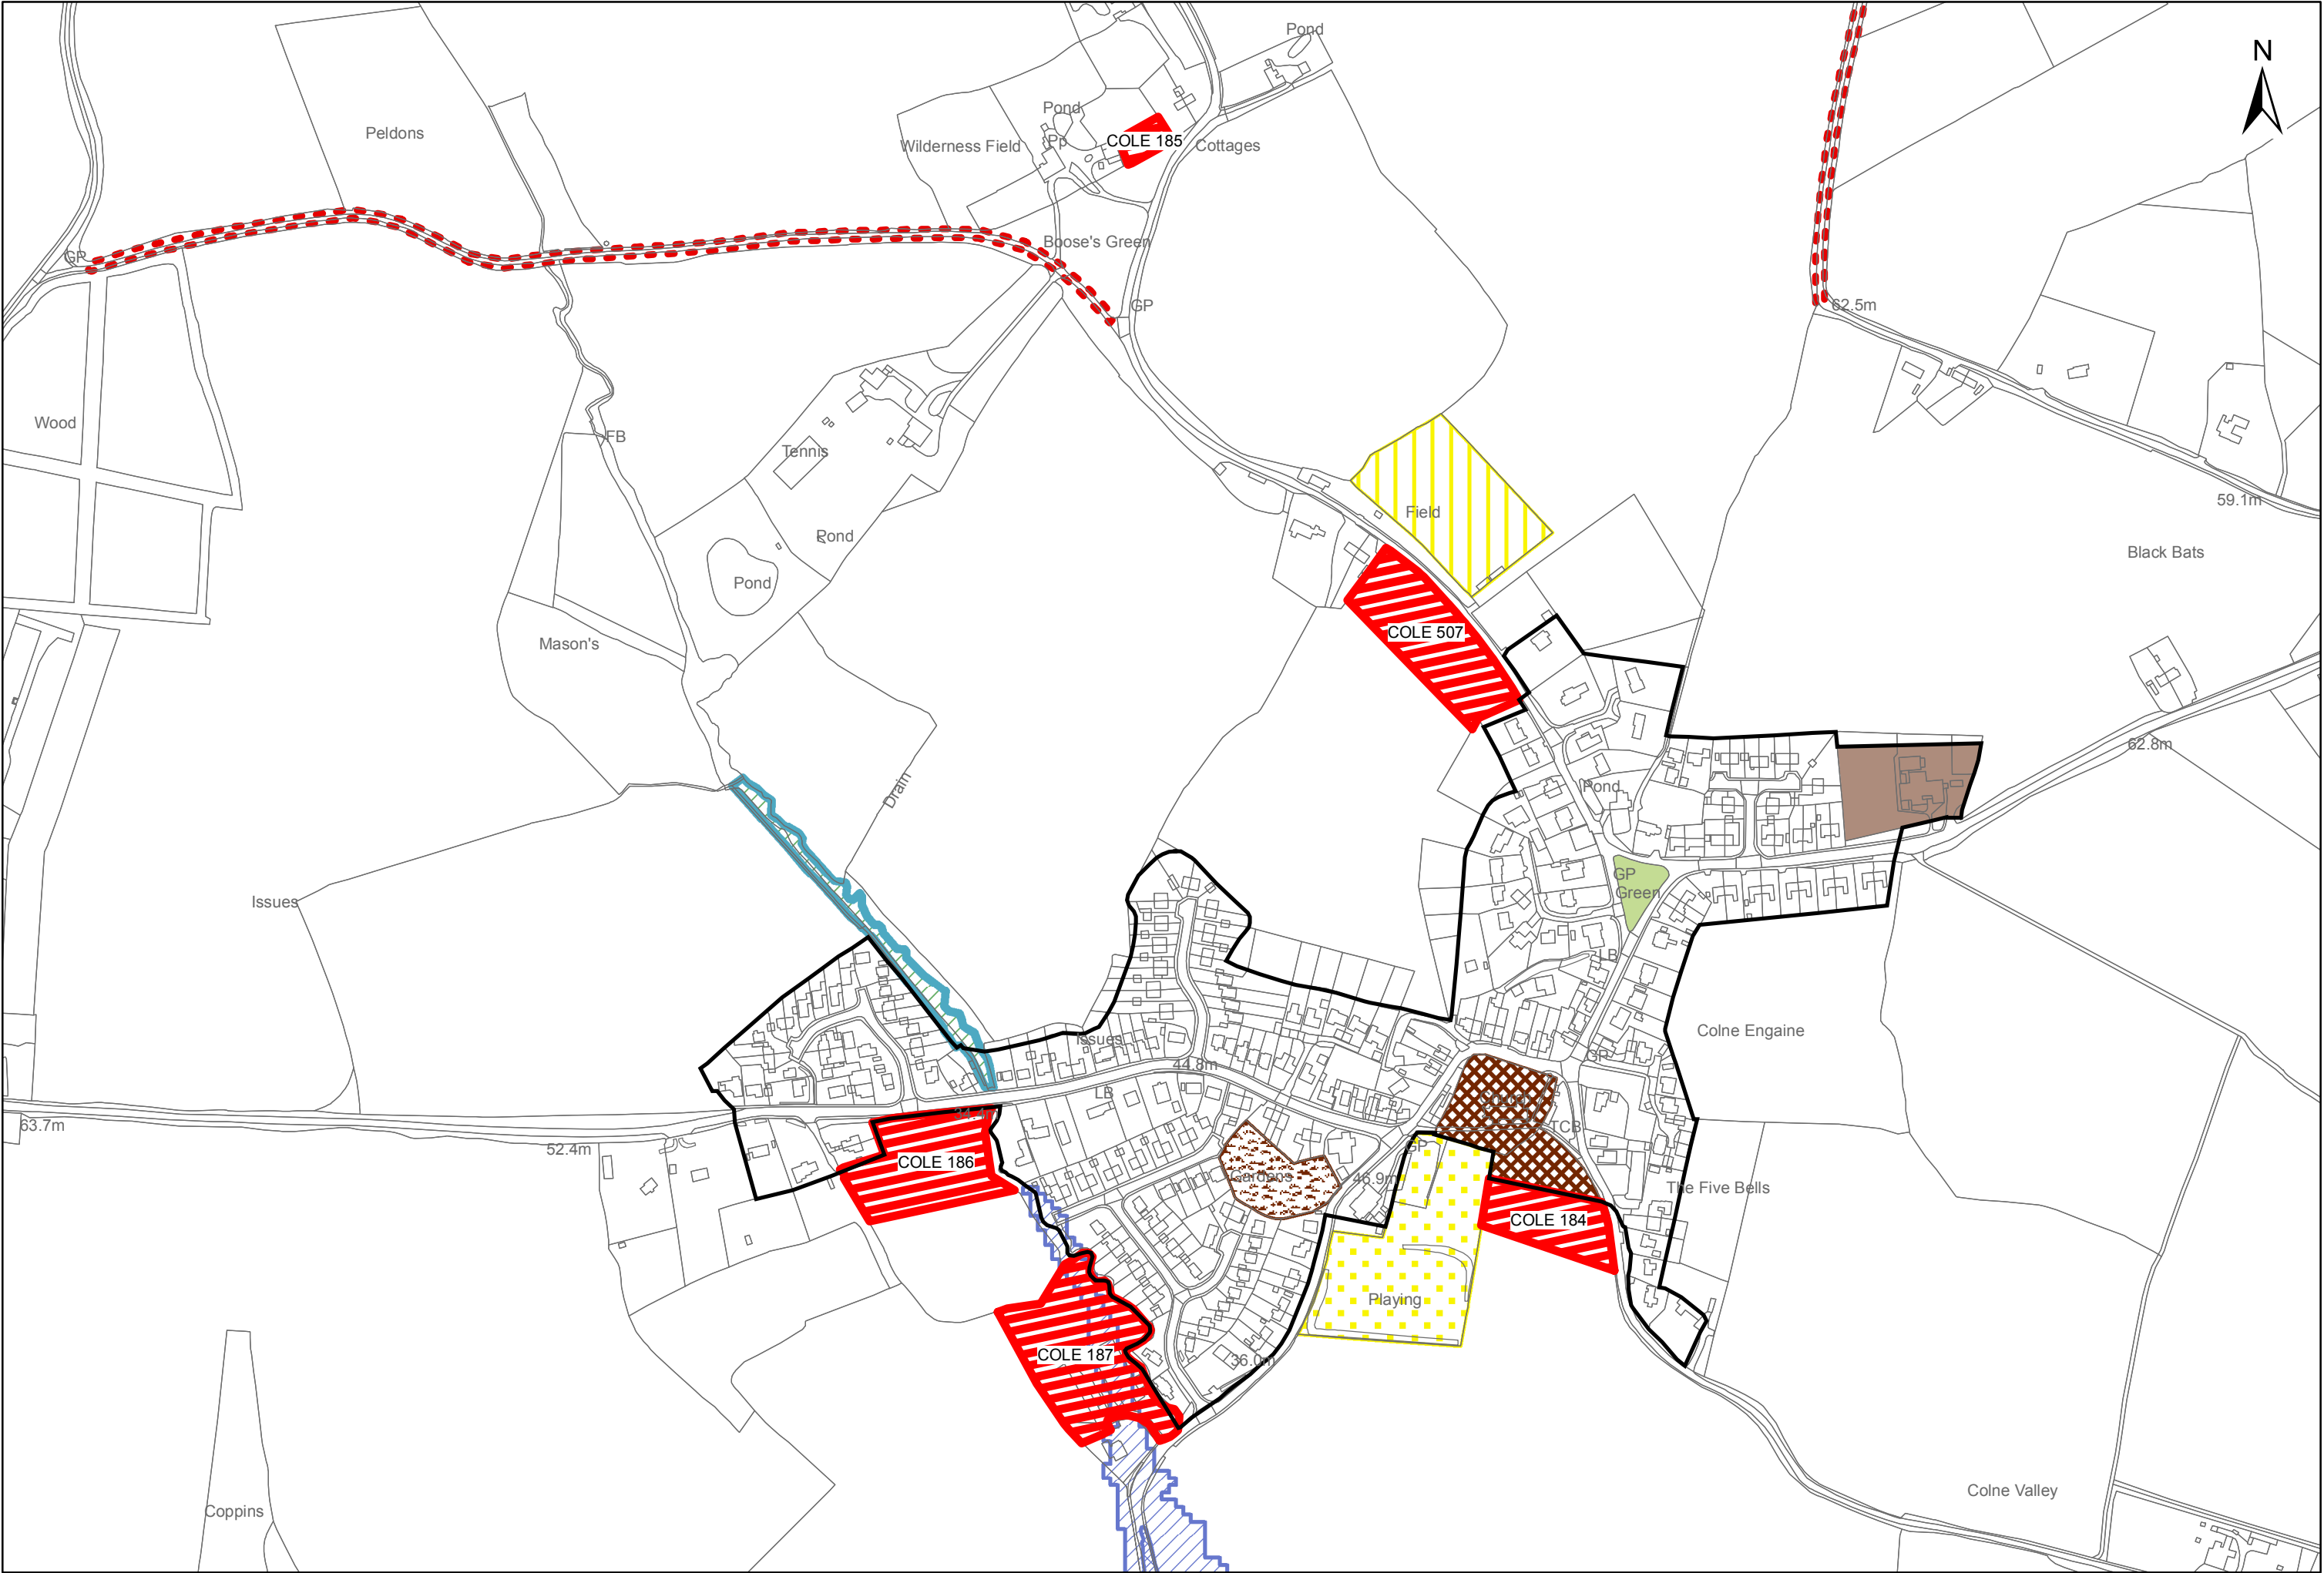 Pond
N
Pond
Peldons
Wilderness Field
Pp
COLE 185
Cottages
Boose's Green
GP
GP
62.5m
Wood
FB
Tennis
59.1m
Field
Pond
Black Bats
Pond
COLE 507
Mason's
62.8m
Drain
Pond
GP
Green
Issues
LB
Colne Engaine
Issues
GP
44.8m
LB
Church
63.7m
TCB
52.4m
GP
COLE 186
Gardens
46.9m
The Five Bells
COLE 184
Playing
COLE 187
36.0m
Colne Valley
Coppins